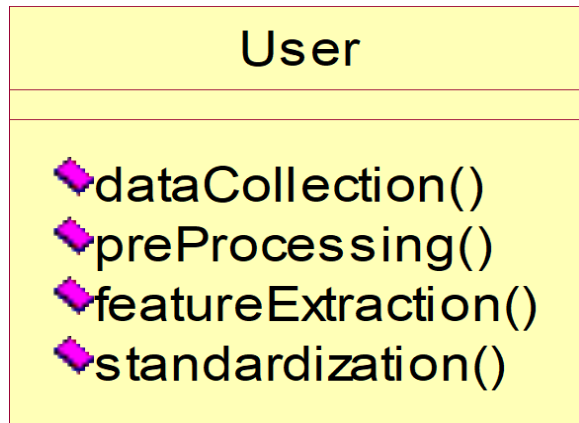 User
dataCollection()
preProcessing()
featureExtraction()
standardization()